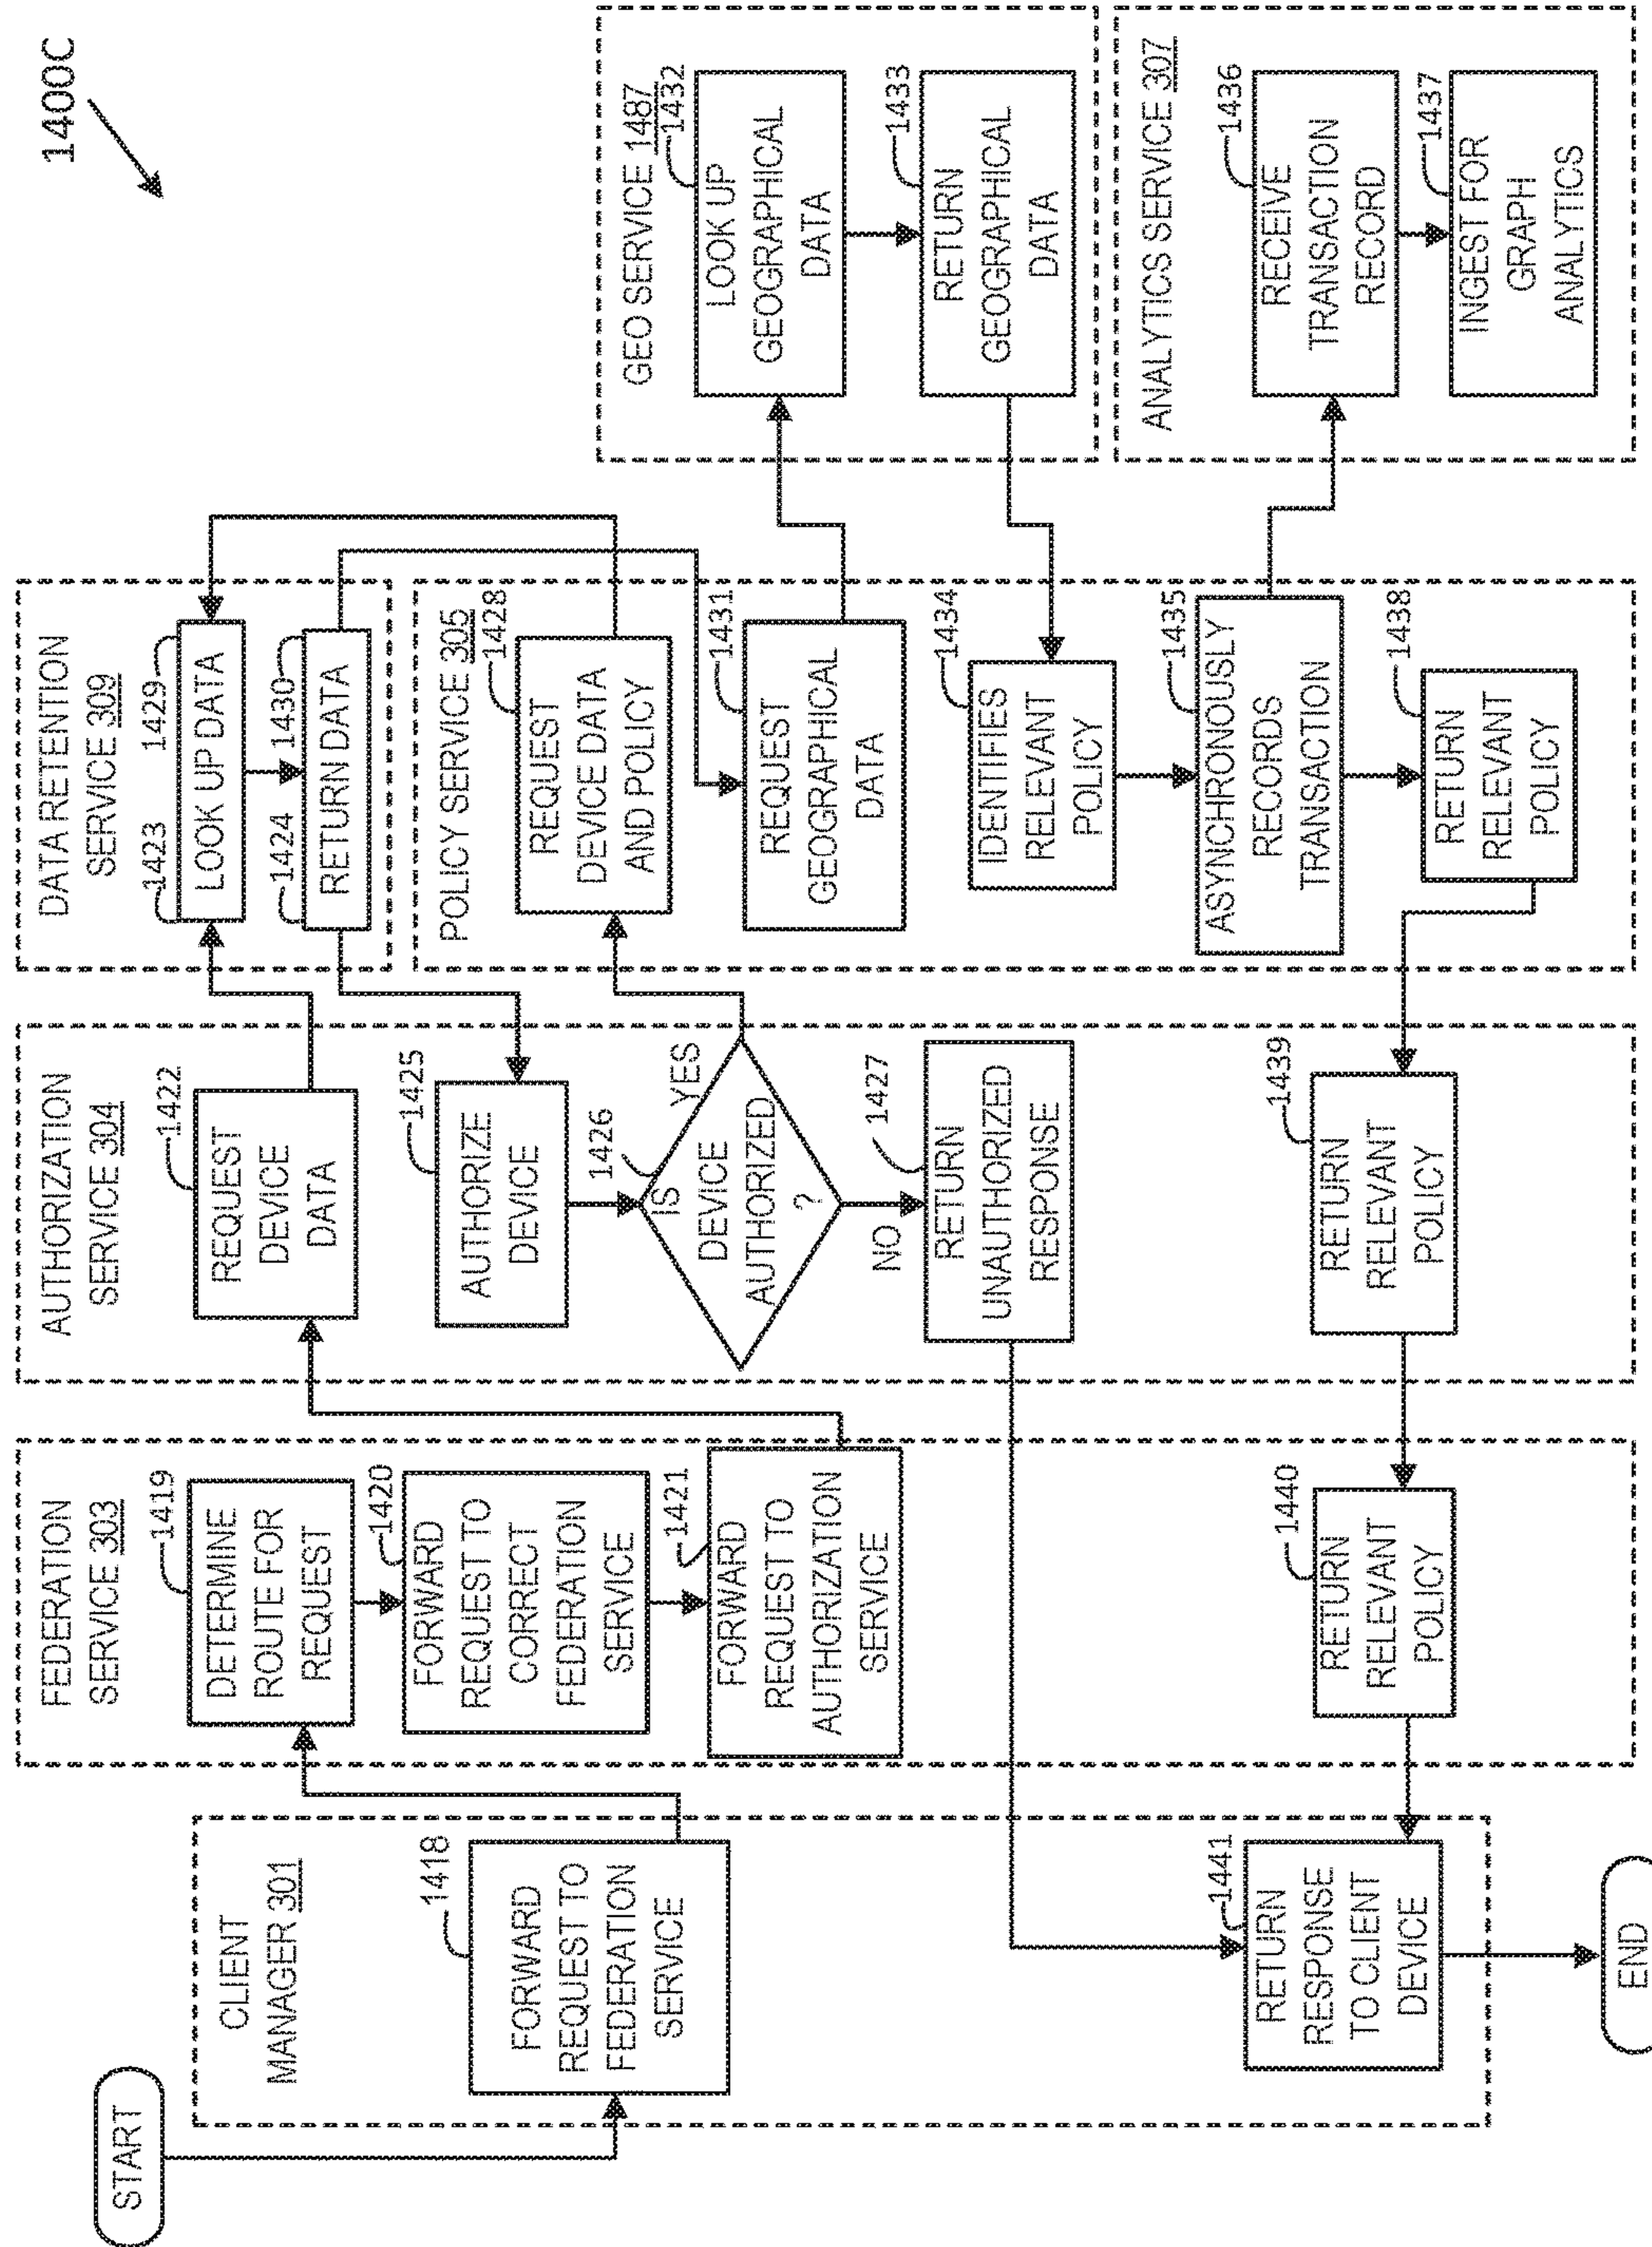 1400C
START
CLIENT
MANAGER 301
1418
FORWARD
REQUEST TO
FEDERATION
SERVICE
1441
RETURN
RESPONSE
TO CLIENT
DEVICE
END
FEDERATION
SERVICE 303
1419
DETERMINE
ROUTE FOR
REQUEST
1420
FORWARD
REQUEST TO
CORRECT
FEDERATION
SERVICE
1421
FORWARD
REQUEST TO
AUTHORIZATION
SERVICE
1440
RETURN
RELEVANT
POLICY
AUTHORIZATION
SERVICE 304
1422
REQUEST
DEVICE
DATA
1425
AUTHORIZE
DEVICE
1426
IS
DEVICE
AUTHORIZED
?
YES
NO
1427
RETURN
UNAUTHORIZED
RESPONSE
1439
RETURN
RELEVANT
POLICY
DATA RETENTION
SERVICE 309
1423
1429
LOOK UP DATA
1424
1430
RETURN DATA
POLICY SERVICE 305
1428
REQUEST
DEVICE DATA
AND POLICY
1431
REQUEST
GEOGRAPHICAL
DATA
1434
IDENTIFIES
RELEVANT
POLICY
1435
ASYNCHRONOUSLY
RECORDS
TRANSACTION
1438
RETURN
RELEVANT
POLICY
GEO SERVICE 1487
1432
LOOK UP
GEOGRAPHICAL
DATA
1433
RETURN
GEOGRAPHICAL
DATA
ANALYTICS SERVICE 307
1436
RECEIVE
TRANSACTION
RECORD
1437
INGEST FOR
GRAPH
ANALYTICS